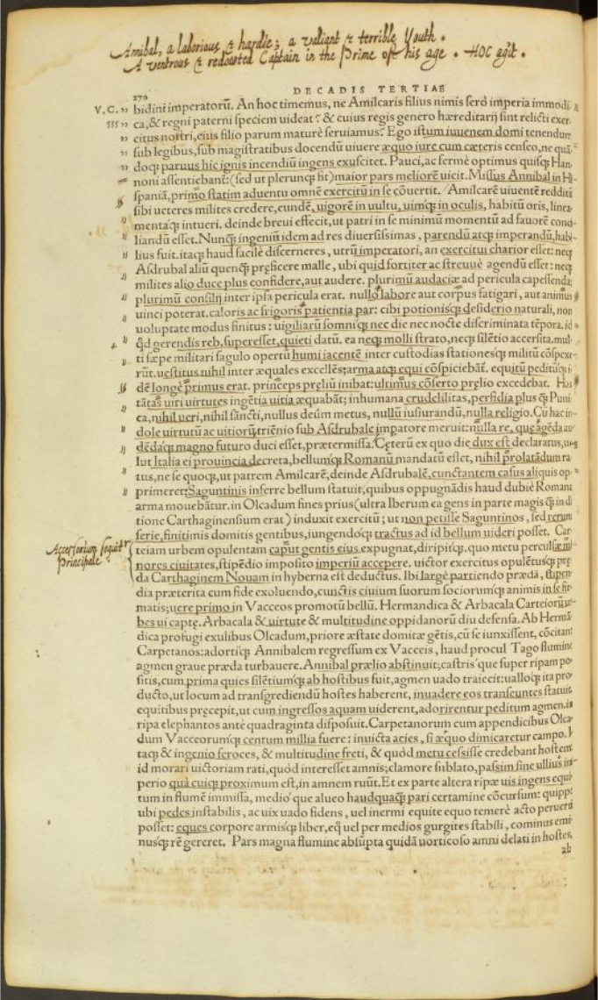 Annibal, a laborious & hardie; a valiant & terrible Youth.
A ventrous & redouted Captain in the Prime of his age. HOC agit.
DECADIS TERTIAE
270
V.C. bidini imperatorū. An hoc timemus, ne Amilcaris filius nimis sero imperia immodi-
535 ca, & regni paterni speciem uideat? & cuius regis genero hæreditarij sint relicti exer-
citus nostri, eius filio parum maturè seruiamus? Ego istum iuuenem domi tenendum
sub legibus, sub magistratibus docendū uiuere æquo iure cum cæteris censeo, ne quā-
doq; paruus hic ignis incendiū ingens exuscitet. Pauci, ac fermè optimus quisq; Han-
noni assentiebant: (sed ut plerunq; fit) maior pars meliorē uicit. Missus Annibal in Hi-
spaniā, primo statim aduentu omnē exercitū in se cōuertit. Amilcarē uiuentē redditū
sibi ueteres milites credere, eundē, uigorē in uultu, uimq; in oculis, habitū oris, linea-
mentaq; intueri. deinde breui effecit, ut patri in se minimū momentū ad fauorē conci-
liandū esset. Nunq; ingeniū idem ad res diuersissimas, parendū atq; imperandū, habi-
lius fuit. itaq; haud facilè discerneres, utrū imperatori, an exercitui charior esset: neq;
Asdrubal aliū quenq; pręficere malle, ubi quid fortiter ac strenuè agendū esset: neq;
milites alio duce plus confidere, aut audere. plurimū audaciæ ad pericula capessenda,
plurimū consilij inter ipsa pericula erat. nullo labore aut corpus fatigari, aut animus
uinci poterat. caloris ac frigoris patientia par: cibi potionisq; desiderio naturali, non
uoluptate modus finitus: uigiliarū somniq; nec die nec nocte discriminata tēpora. id
qd gerendis reb. superesset, quieti datū. ea neq; molli strato, neq; silētio accersita. mul-
ti sæpe militari sagulo opertū humi iacentē inter custodias stationesq; militū cōspexe-
rūt. uestitus nihil inter æquales excellēs: arma atq; equi cōspiciebāt. equitū peditūq; i-
dē longè primus erat. princeps pręliū inibat: ultimus cōserto pręlio excedebat. Has
tātas uiri uirtutes ingētia uitia æquabāt: inhumana crudelitas, perfidia plus q; Puni-
ca, nihil ueri, nihil sācti, nullus deūm metus, nullū iusiurandū, nulla religio. Cū hac in-
dole uirtutū ac uitiorū, triēnio sub Asdrubale impatore meruit: nulla re, quę agēda au
dēdaq; magno futuro duci esset, prætermissa. Cęterū ex quo die dux est declaratus, ue-
lut Italia ei prouincia decreta, bellumq; Romanū mandatū esset, nihil prolatādum ra-
tus, ne se quoq;, ut patrem Amilcarē, deinde Asdrubalē, cunctantem casus aliquis op-
primeret: Saguntinis inferre bellum statuit, quibus oppugnādis haud dubiè Romana
arma mouebātur. in Olcadum fines prius (ultra Iberum ea gens in parte magis q; in di
tione Carthaginensium erat) induxit exercitū; ut non petisse Saguntinos, sed rerum
serie, finitimis domitis gentibus, iungendoq; tractus ad id bellum uideri posset. Car-
teiam urbem opulentam caput gentis eius expugnat, diripitq;. quo metu perculsæ mi-
Accessorium sequit^r Principale
nores ciuitates, stipēdio imposito imperiū accepere. uictor exercitus opulētusq; prę
da Carthaginem Nouam in hyberna est deductus. Ibi largè partiendo prædā, stipen-
dia præterita cum fide exoluendo, cunctis ciuium suorum sociorumq; animis in se fir-
matis; uere primo in Vacceos promotū bellū. Hermandica & Arbacala Carteiorū ur-
bes ui captę. Arbacala & uirtute & multitudine oppidanorū diu defensa. Ab Hermā-
dica profugi exulibus Olcadum, priore æstate domitæ gētis, cū se iunxissent, cōcitant
Carpetanos: adortiq; Annibalem regressum ex Vacceis, haud procul Tago flumine
agmen graue præda turbauere. Annibal prælio abstinuit; castris que super ripam po-
sitis, cum prima quies silētiumq; ab hostibus fuit, agmen uado traiecit: ualloq; ita pro-
ducto, ut locum ad transgrediendū hostes haberent, inuadere eos transeuntes statuit.
equitibus pręcepit, ut cum ingressos aquam uiderent, adorirentur peditum agmen. in
ripa elephantos antè quadraginta disposuit. Carpetanorum cum appendicibus Olca-
dum Vacceorumq; centum millia fuere: inuicta acies, si æquo dimicaretur campo. I-
taq; & ingenio feroces, & multitudine freti, & quòd metu cessisse credebant hostem
id morari uictoriam rati, quòd interesset amnis; clamore sublato, passim sine ullius im-
perio quà cuiq; proximum est, in amnem ruūt. Et ex parte altera ripæ uis ingens equi-
tum in flumē immissa, medio' que alueo haudquaq; pari certamine cōcursum: quippe
ubi pedes instabilis, ac uix uado fidens, uel inermi equite equo temerè acto peruerti
posset: eques corpore armisq; liber, eq̄ uel per medios gurgites stabili, cominus emi-
nusq; rē gereret. Pars magna flumine absūpta quidā uorticoso amni delati in hostes,
ab